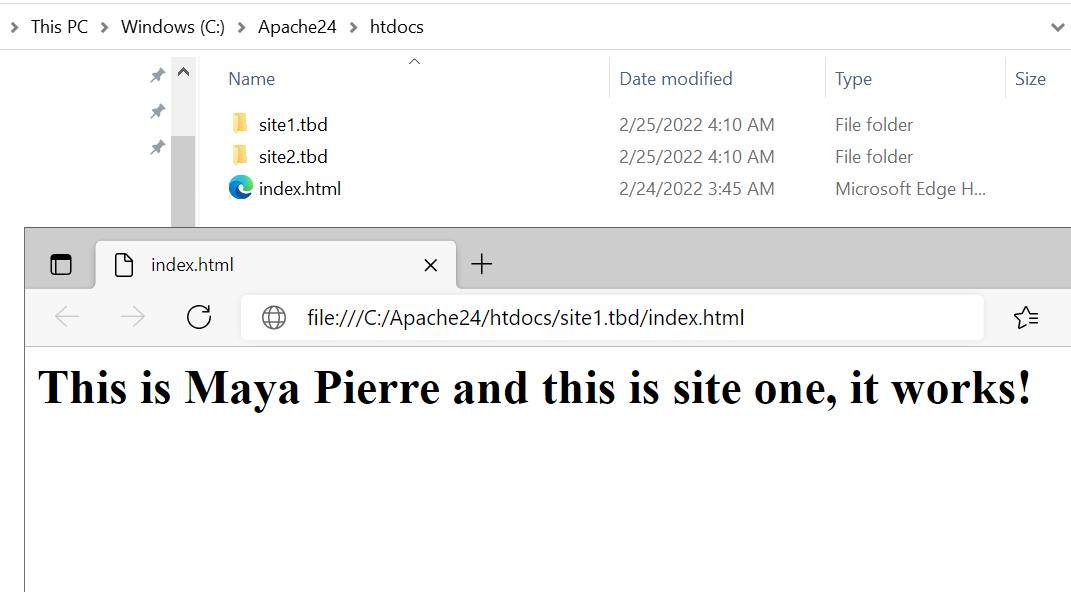 This PC > Windows (C:) > Apache24 > htdocs
Name Date modified Type Size
site1.tbd 2/25/2022 4:10 AM File folder
site2.tbd 2/25/2022 4:10 AM File folder
index.html 2/24/2022 3:45 AM Microsoft Edge H...
index.html
file:///C:/Apache24/htdocs/site1.tbd/index.html
This is Maya Pierre and this is site one, it works!